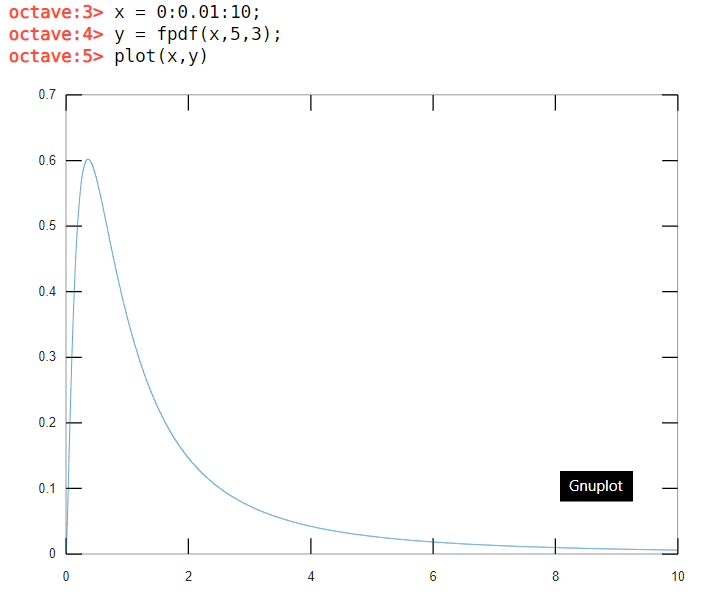 octave:3> x = 0:0.01:10;
octave:4> y = fpdf(x,5,3);
octave:5> plot(x,y)
0.7
0.6
0.5
0.4
0.3
0.2
0.1
Gnuplot
0
0 2 4 6 8 10